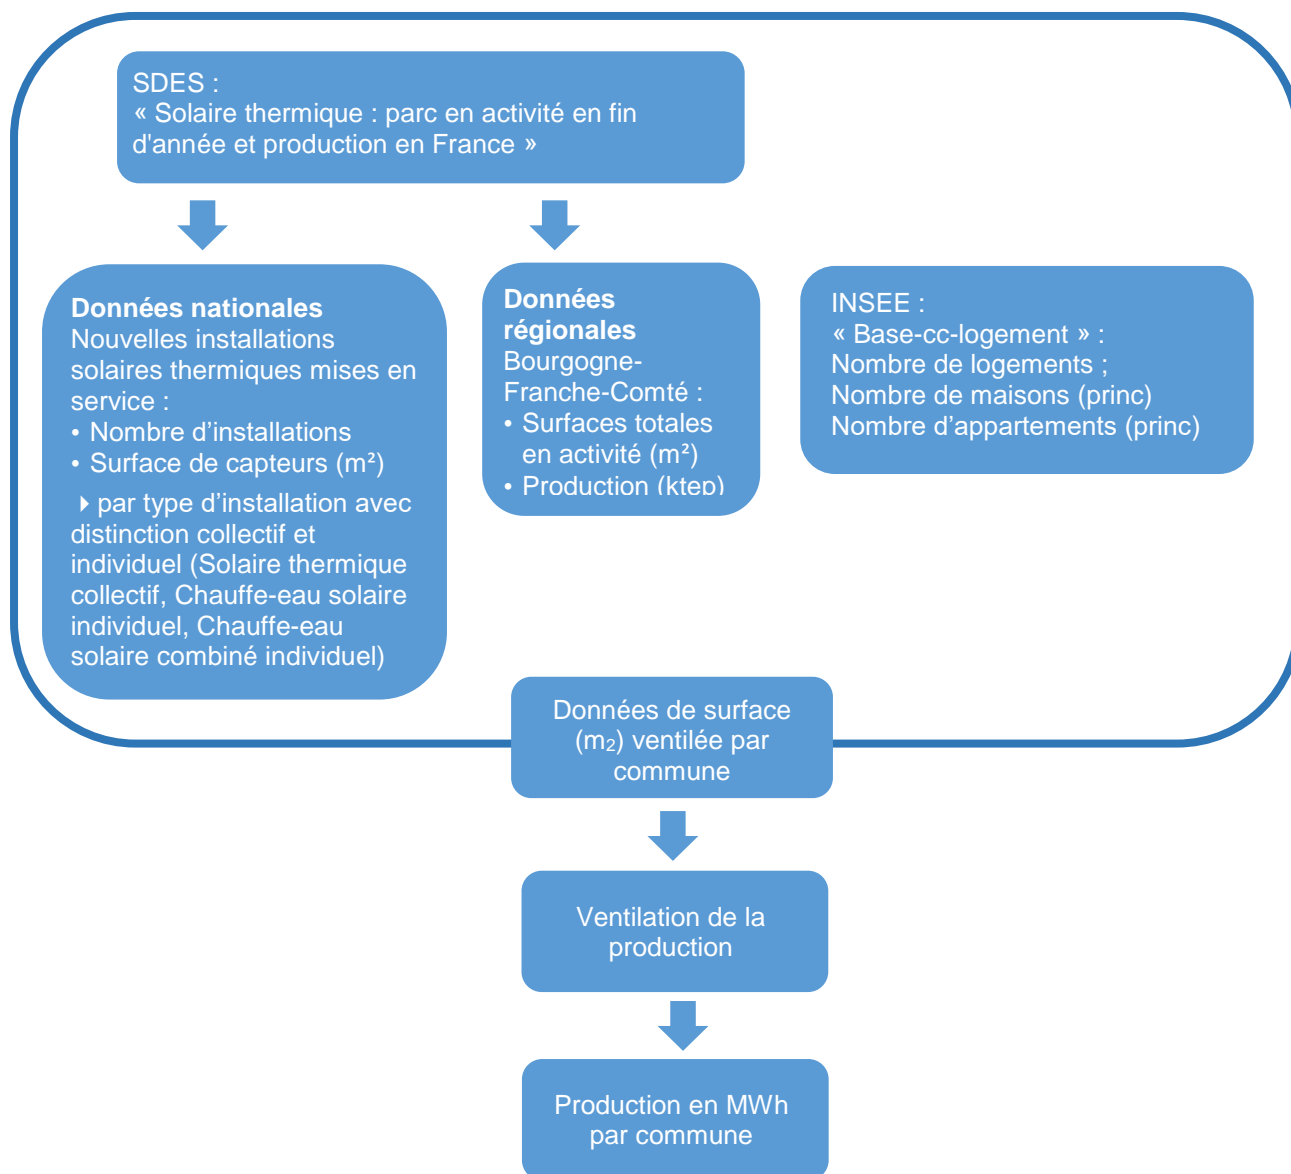 SDES :
« Solaire thermique : parc en activité en fin
d'année et production en France »
Données nationales
Nouvelles installations
solaires thermiques mises en
service :
• Nombre d’installations
• Surface de capteurs (m²)
par type d’installation avec
distinction collectif et
individuel (Solaire thermique
collectif, Chauffe-eau solaire
individuel, Chauffe-eau
solaire combiné individuel)
Données
régionales
Bourgogne-
Franche-Comté :
• Surfaces totales
en activité (m²)
• Production (ktep)
INSEE :
« Base-cc-logement » :
Nombre de logements ;
Nombre de maisons (princ)
Nombre d’appartements (princ)
Données de surface
(m2) ventilée par
commune
Ventilation de la
production
Production en MWh
par commune